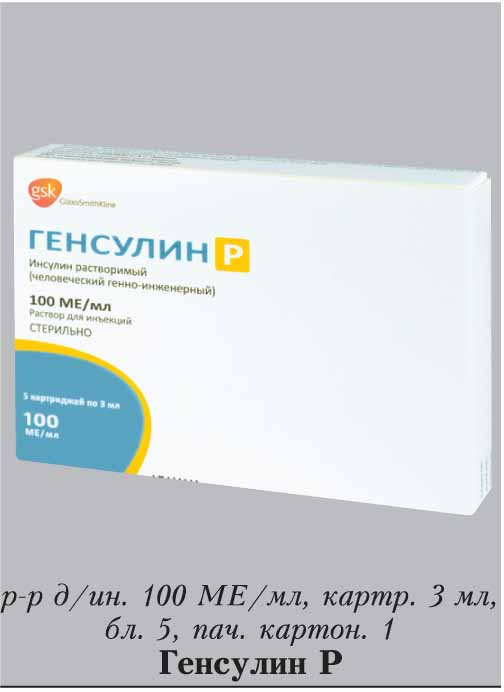 gsk
GlaxoSmithKline
ГЕНСУЛИН Р
Инсулин растворимый
(человеческий генно-инженерный)
100 МЕ/мл
Раствор для инъекций
СТЕРИЛЬНО
5 картриджей по 3 мл
100
МЕ/мл
р-р д/ин. 100 МЕ/мл, картр. 3 мл,
бл. 5, пач. картон. 1
Генсулин Р